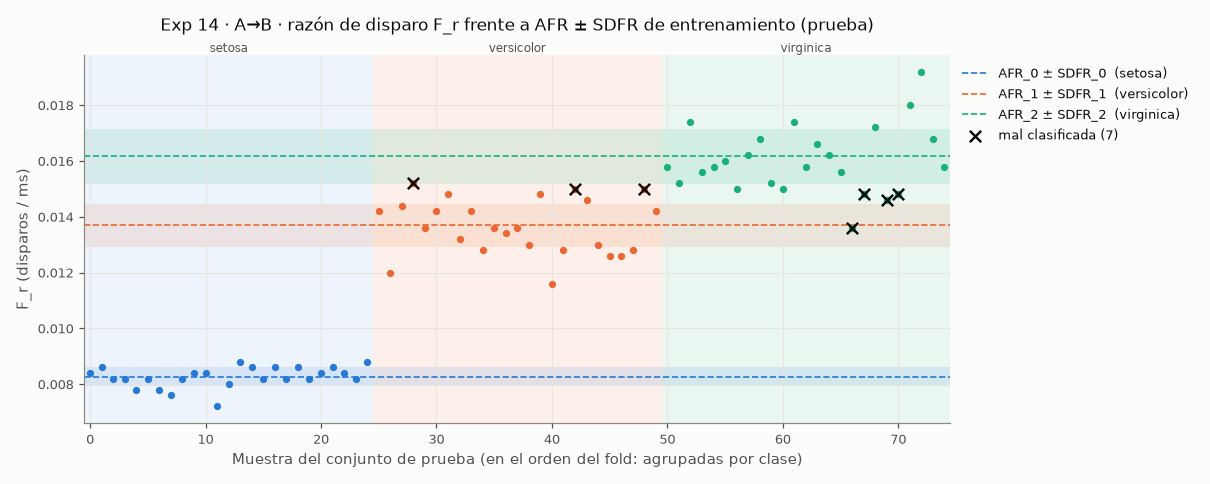 Exp 14 · A→B · razón de disparo F_r frente a AFR ± SDFR de entrenamiento (prueba)
setosa
versicolor
virginica
AFR_0 ± SDFR_0 (setosa)
AFR_1 ± SDFR_1 (versicolor)
AFR_2 ± SDFR_2 (virginica)
mal clasificada (7)
F_r (disparos / ms)
0.018
0.016
0.014
0.012
0.010
0.008
0 10 20 30 40 50 60 70
Muestra del conjunto de prueba (en el orden del fold: agrupadas por clase)